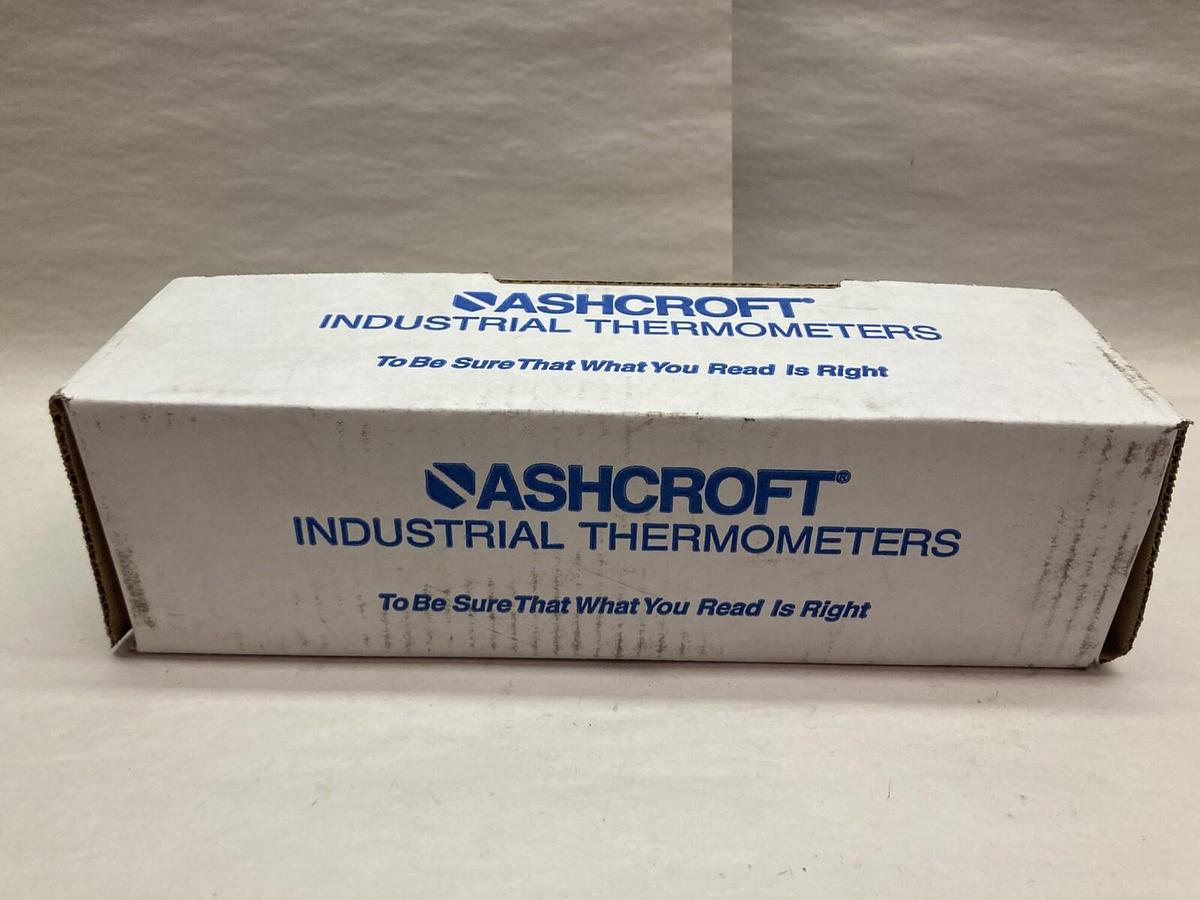 ASHCROFT®
INDUSTRIAL THERMOMETERS
To Be Sure That What You Read Is Right
ASHCROFT®
INDUSTRIAL THERMOMETERS
To Be Sure That What You Read Is Right